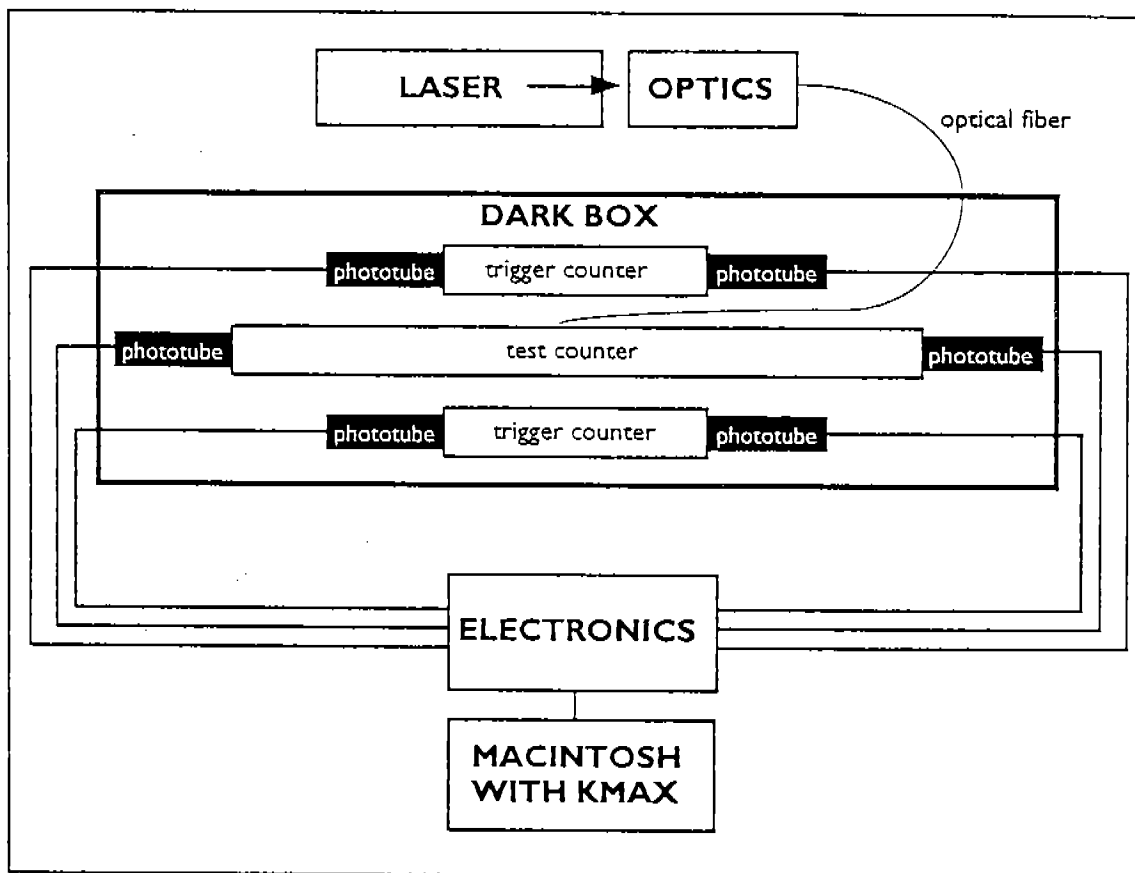 LASER
OPTICS
optical fiber
DARK BOX
phototube
trigger counter
phototube
phototube
test counter
phototube
phototube
trigger counter
phototube
ELECTRONICS
MACINTOSH
WITH KMAX